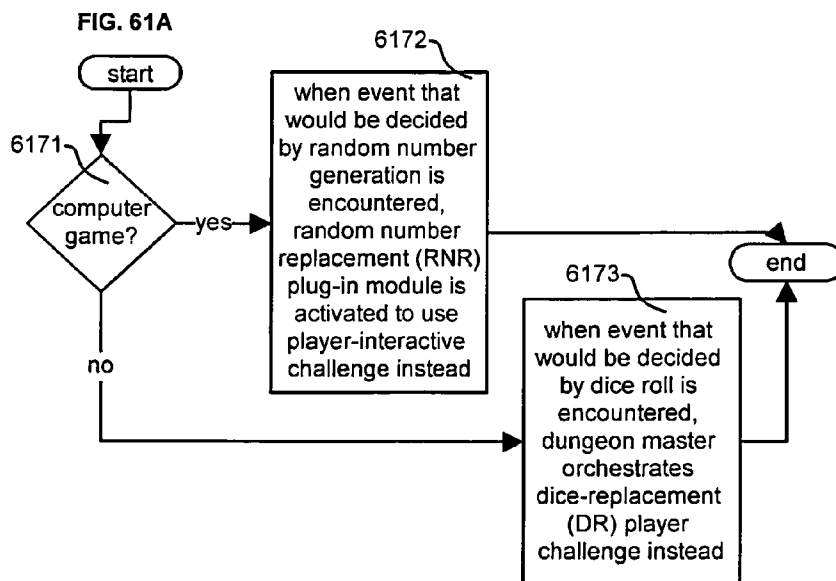 FIG. 61A
start
6171
computer
game?
yes
no
6172
when event that
would be decided
by random number
generation is
encountered,
random number
replacement (RNR)
plug-in module is
activated to use
player-interactive
challenge instead
6173
when event that
would be decided
by dice roll is
encountered,
dungeon master
orchestrates
dice-replacement
(DR) player
challenge instead
end